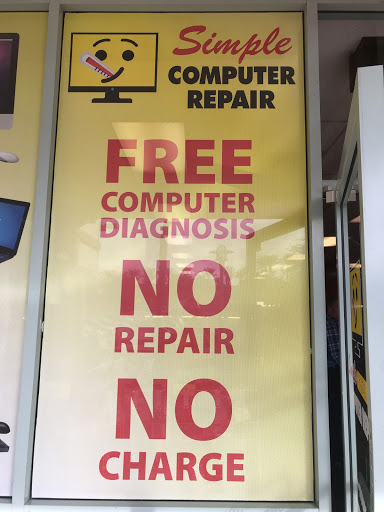 Simple
COMPUTER
REPAIR
FREE
COMPUTER
DIAGNOSIS
NO
REPAIR
NO
CHARGE